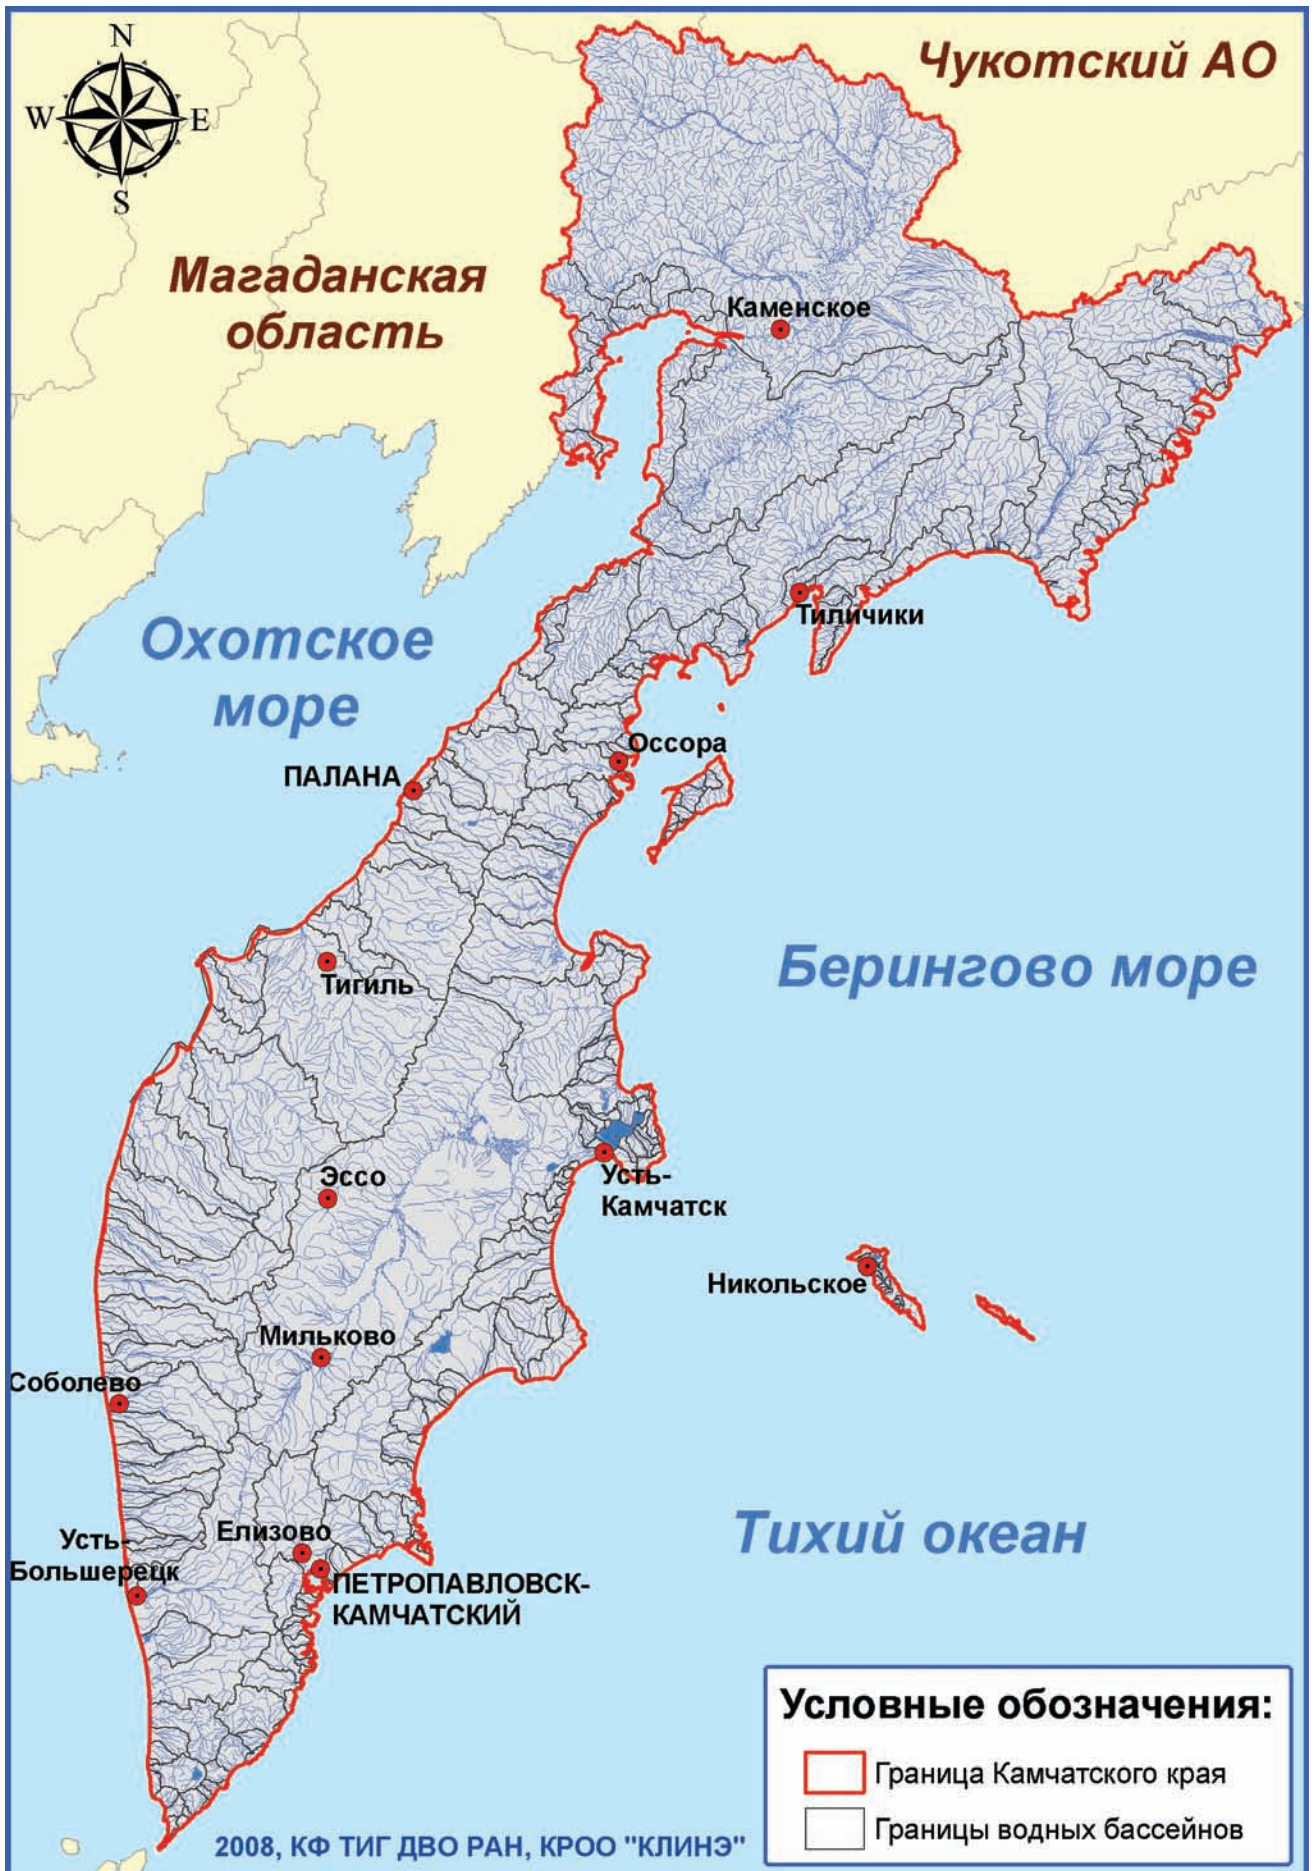 N
Чукотский АО
W
E
S
Магаданская
область
Каменское
Тиличики
Охотское
море
Оссора
ПАЛАНА
Берингово море
Тигиль
Эссо
Усть-
Камчатск
Никольское
Мильково
Соболево
Тихий океан
Елизово
Усть-
Большерецк
ПЕТРОПАВЛОВСК-
КАМЧАТСКИЙ
Условные обозначения:
Граница Камчатского края
Границы водных бассейнов
2008, КФ ТИГ ДВО РАН, КРОО "КЛИНЭ"